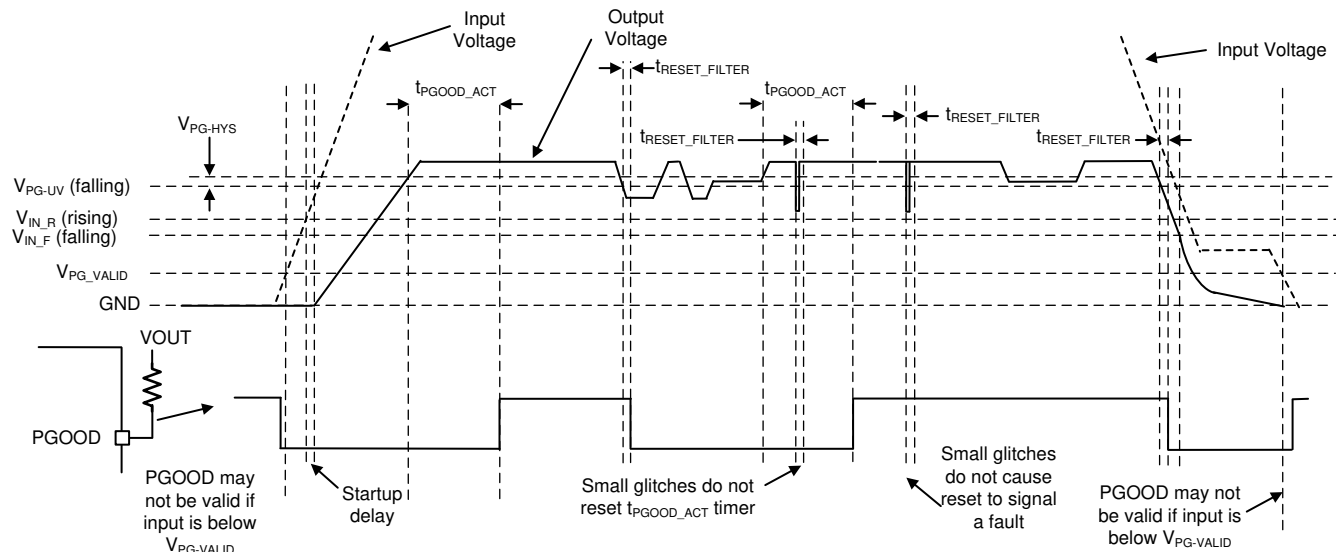 Input
Voltage
Output
Voltage
Input Voltage
tRESET_FILTER
tPGOOD_ACT
tPGOOD_ACT
tRESET_FILTER
tRESET_FILTER
tRESET_FILTER
VPG-HYS
VPG-UV (falling)
VIN_R (rising)
VIN_F (falling)
VPG_VALID
GND
VOUT
PGOOD
PGOOD may
not be valid if
input is below
VPG-VALID
Startup
delay
Small glitches do not
reset tPGOOD_ACT timer
Small glitches
do not cause
reset to signal
a fault
PGOOD may not
be valid if input is
below VPG-VALID